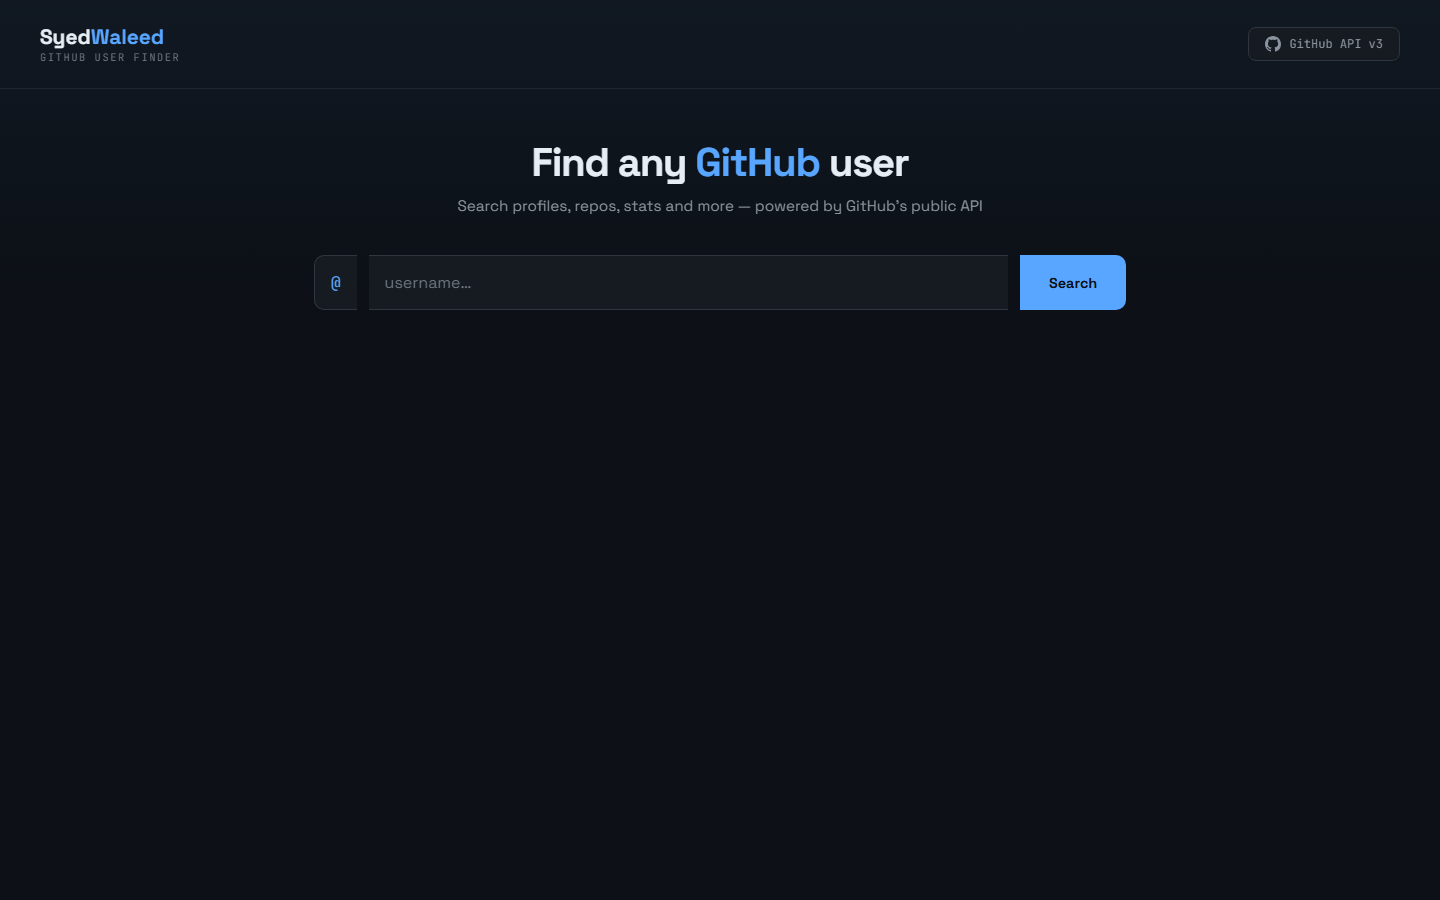 SyedWaleed
GITHUB USER FINDER
GitHub API v3
Find any GitHub user
Search profiles, repos, stats and more — powered by GitHub's public API
@ username... Search